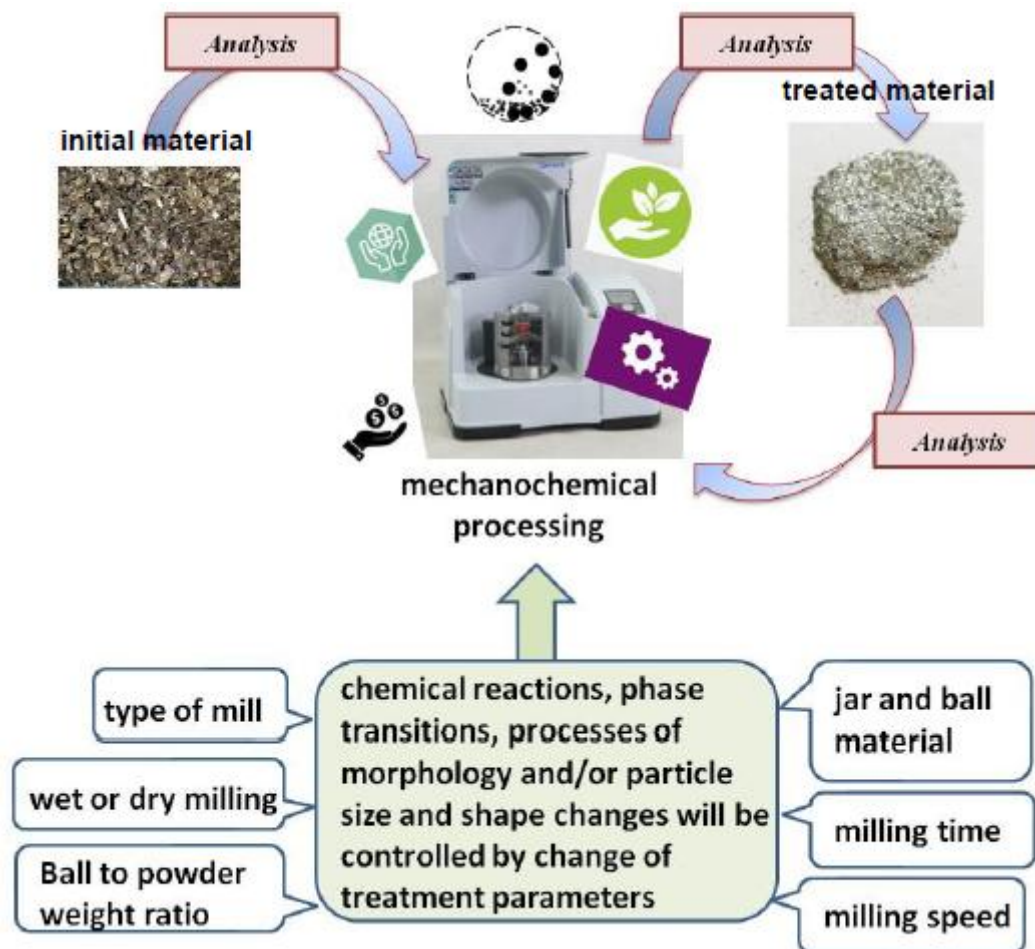 Analysis
Analysis
initial material
treated material
Analysis
mechanochemical
processing
type of mill
wet or dry milling
Ball to powder
weight ratio
chemical reactions, phase
transitions, processes of
morphology and/or particle
size and shape changes will be
controlled by change of
treatment parameters
jar and ball
material
milling time
milling speed